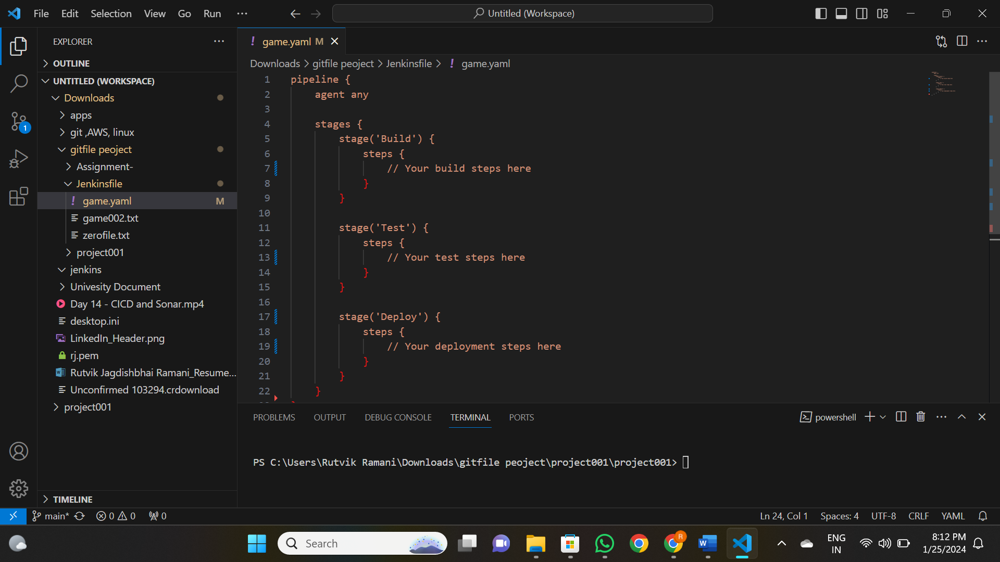 File Edit Selection View Go Run ···
Untitled (Workspace)
EXPLORER
OUTLINE
UNTITLED (WORKSPACE)
Downloads
apps
git ,AWS, linux
gitfile peoject
Assignment-
Jenkinsfile
! game.yaml M
game002.txt
zerofile.txt
project001
jenkins
Univesity Document
Day 14 - CICD and Sonar.mp4
desktop.ini
LinkedIn_Header.png
rj.pem
Rutvik Jagdishbhai Ramani_Resume...
Unconfirmed 103294.crdownload
project001
TIMELINE
1
! game.yaml M
Downloads > gitfile peoject > Jenkinsfile > ! game.yaml
1 pipeline {
2     agent any
3
4     stages {
5         stage('Build') {
6             steps {
7                 // Your build steps here
8             }
9         }
10
11         stage('Test') {
12             steps {
13                 // Your test steps here
14             }
15         }
16
17         stage('Deploy') {
18             steps {
19                 // Your deployment steps here
20             }
21         }
22     }
PROBLEMS OUTPUT DEBUG CONSOLE TERMINAL PORTS
powershell
PS C:\Users\Rutvik Ramani\Downloads\gitfile peoject\project001\project001>
main* 0 0 0
Ln 24, Col 1 Spaces: 4 UTF-8 CRLF YAML
Search
R
W
ENG
IN
8:12 PM
1/25/2024